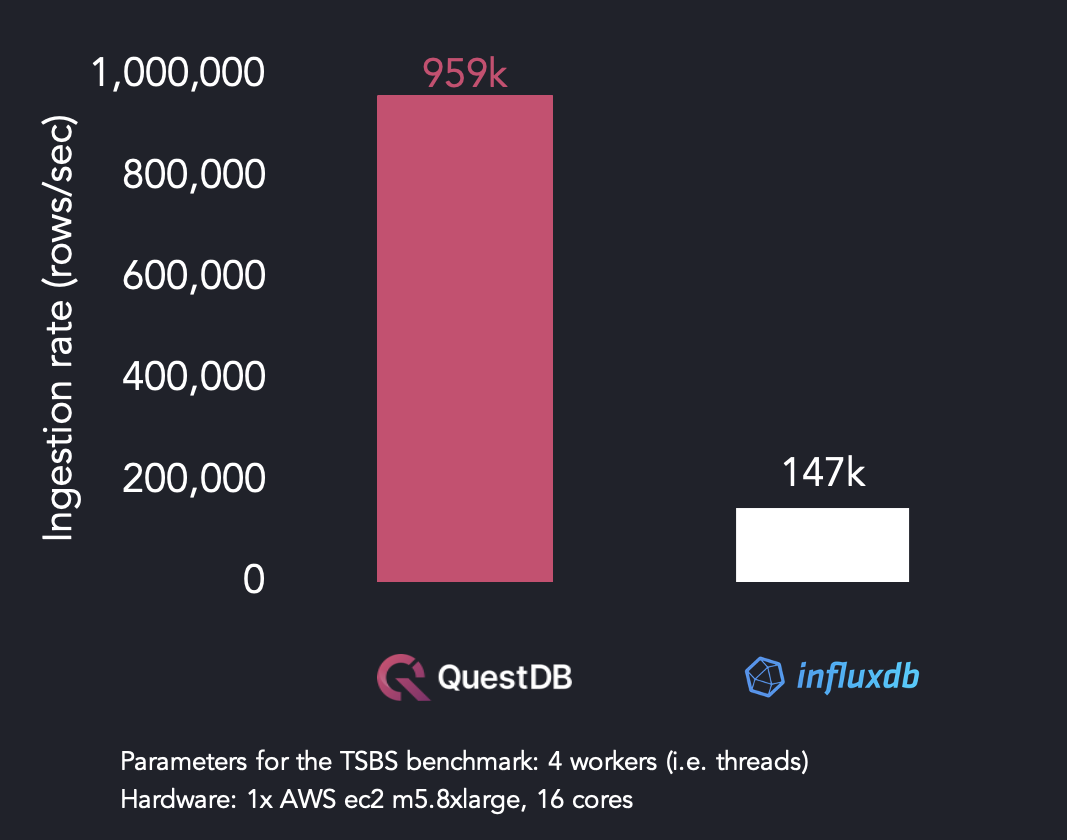 Ingestion rate (rows/sec)
1,000,000
800,000
600,000
400,000
200,000
0
959k
147k
QuestDB
influxdb
Parameters for the TSBS benchmark: 4 workers (i.e. threads)
Hardware: 1x AWS ec2 m5.8xlarge, 16 cores